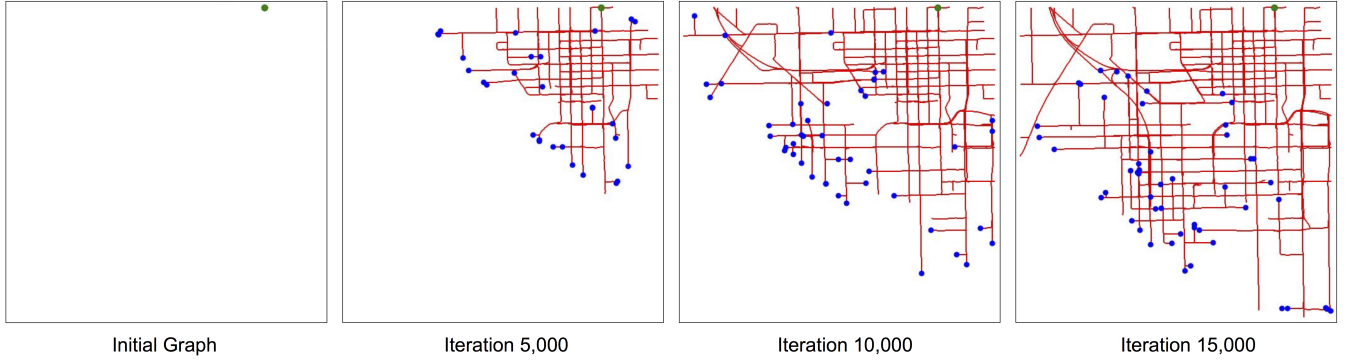 Initial Graph
Iteration 5,000
Iteration 10,000
Iteration 15,000